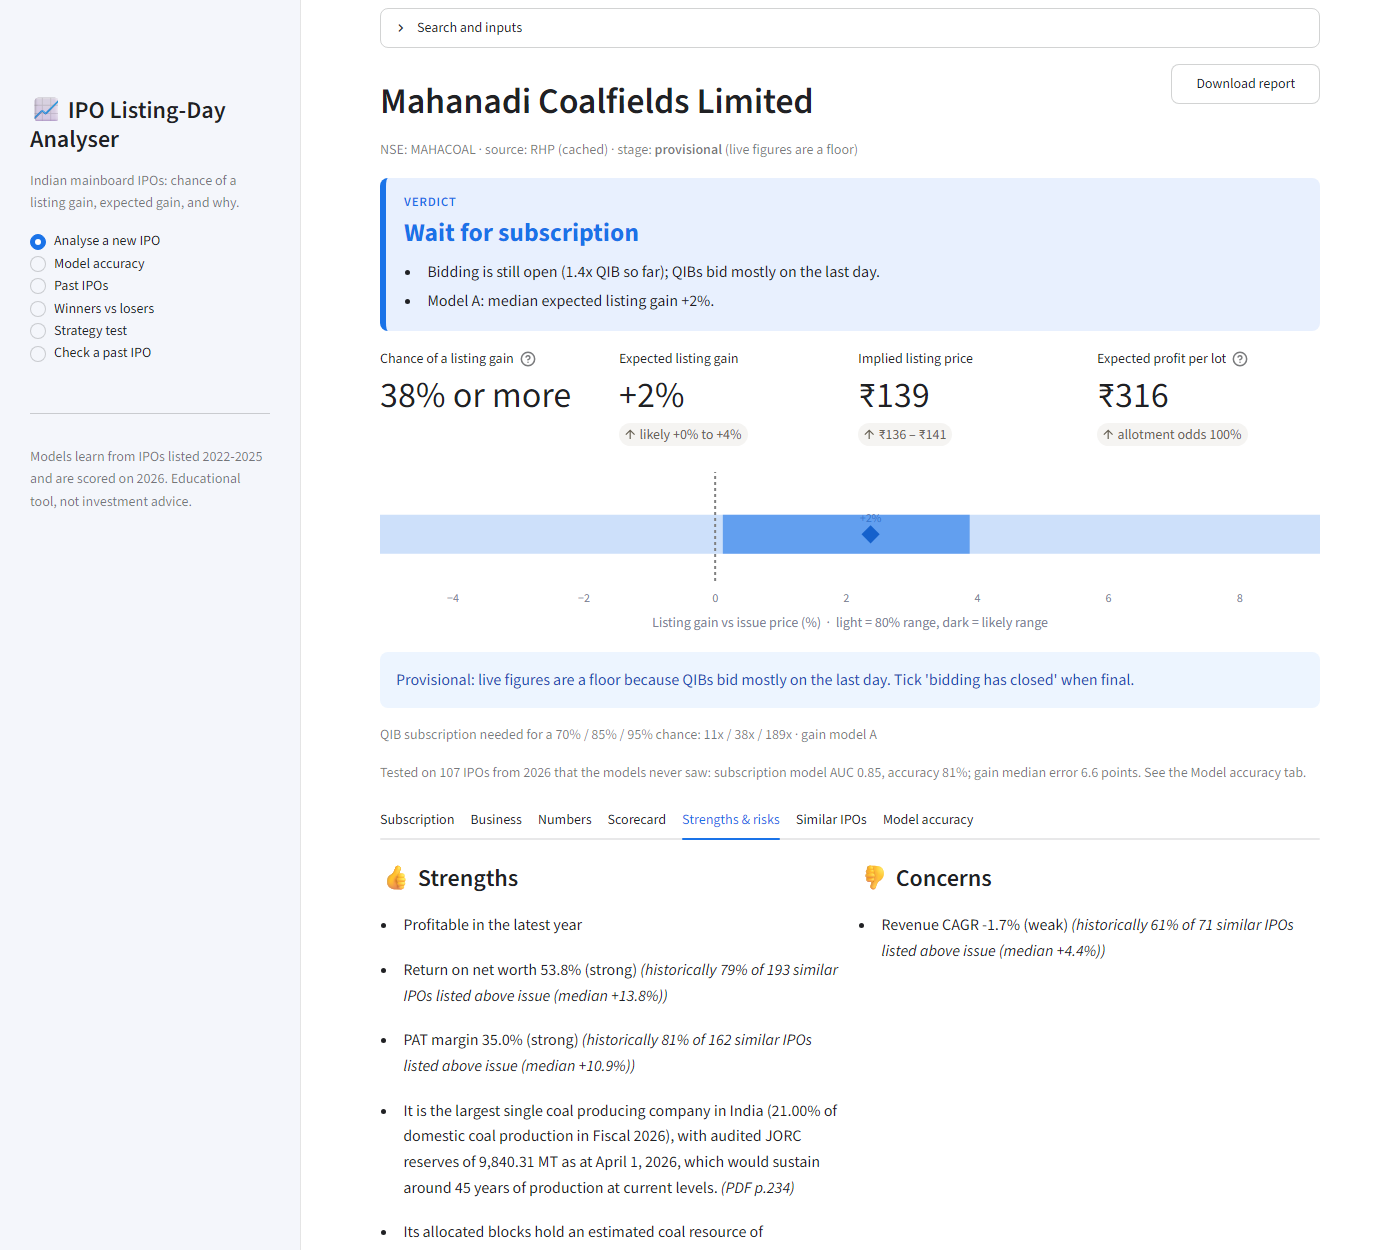 📈 IPO Listing-Day
Analyser
Indian mainboard IPOs: chance of a
listing gain, expected gain, and why.
Analyse a new IPO
Model accuracy
Past IPOs
Winners vs losers
Strategy test
Check a past IPO
Models learn from IPOs listed 2022-2025
and are scored on 2026. Educational
tool, not investment advice.
Search and inputs
Download report
Mahanadi Coalfields Limited
NSE: MAHACOAL · source: RHP (cached) · stage: provisional (live figures are a floor)
VERDICT
Wait for subscription
• Bidding is still open (1.4x QIB so far); QIBs bid mostly on the last day.
• Model A: median expected listing gain +2%.
Chance of a listing gain
38% or more
Expected listing gain
+2%
↑ likely +0% to +4%
Implied listing price
₹139
↑ ₹136 – ₹141
Expected profit per lot
₹316
↑ allotment odds 100%
+2%
−4 −2 0 2 4 6 8
Listing gain vs issue price (%) · light = 80% range, dark = likely range
Provisional: live figures are a floor because QIBs bid mostly on the last day. Tick 'bidding has closed' when final.
QIB subscription needed for a 70% / 85% / 95% chance: 11x / 38x / 189x · gain model A
Tested on 107 IPOs from 2026 that the models never saw: subscription model AUC 0.85, accuracy 81%; gain median error 6.6 points. See the Model accuracy tab.
Subscription Business Numbers Scorecard Strengths & risks Similar IPOs Model accuracy
👍 Strengths
• Profitable in the latest year
• Return on net worth 53.8% (strong) (historically 79% of 193 similar
IPOs listed above issue (median +13.8%))
• PAT margin 35.0% (strong) (historically 81% of 162 similar IPOs
listed above issue (median +10.9%))
• It is the largest single coal producing company in India (21.00% of
domestic coal production in Fiscal 2026), with audited JORC
reserves of 9,840.31 MT as at April 1, 2026, which would sustain
around 45 years of production at current levels. (PDF p.234)
• Its allocated blocks hold an estimated coal resource of
👎 Concerns
• Revenue CAGR -1.7% (weak) (historically 61% of 71 similar IPOs
listed above issue (median +4.4%))